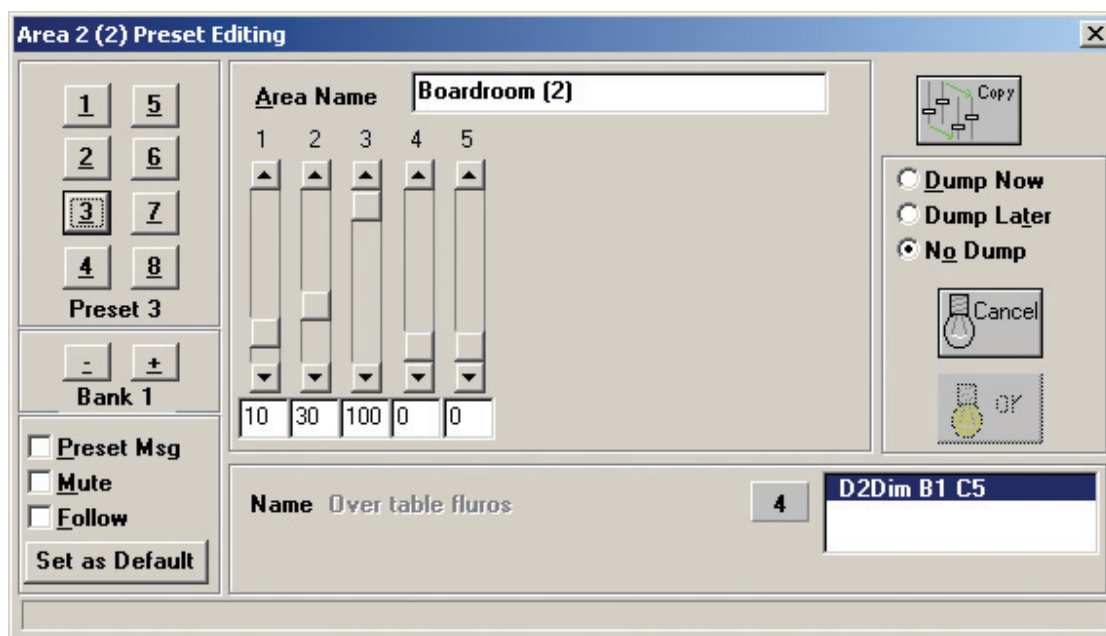 Area 2 (2) Preset Editing
1 5
2 6
3 7
4 8
Preset 3
- +
Bank 1
Preset Msg
Mute
Follow
Set as Default
Area Name Boardroom (2)
1 2 3 4 5
10 30 100 0 0
Copy
Dump Now
Dump Later
No Dump
Cancel
or
Name Over table fluros 4 D2Dim B1 C5